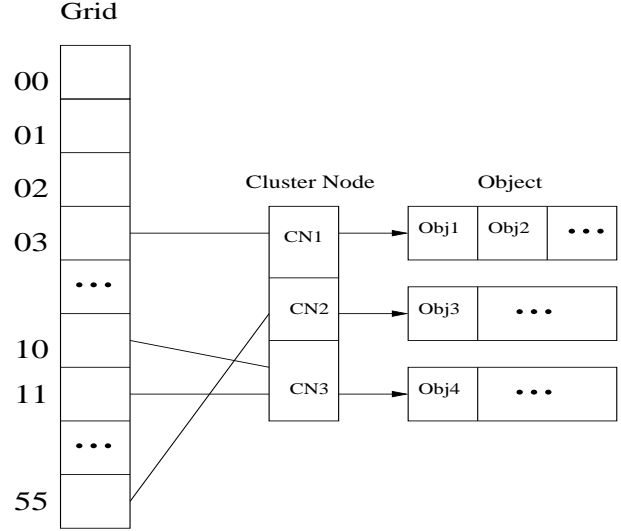 Grid
00
01
02
03
...
10
11
...
55
Cluster Node
CN1
CN2
CN3
Object
Obj1 Obj2 ...
Obj3 ...
Obj4 ...